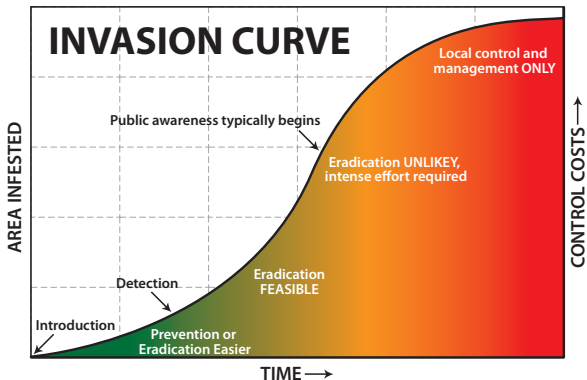 INVASION CURVE
Local control and
management ONLY
Public awareness typically begins
Eradication UNLIKEY,
intense effort required
Detection
Eradication
FEASIBLE
Introduction
Prevention or
Eradication Easier
AREA INFESTED
CONTROL COSTS
TIME